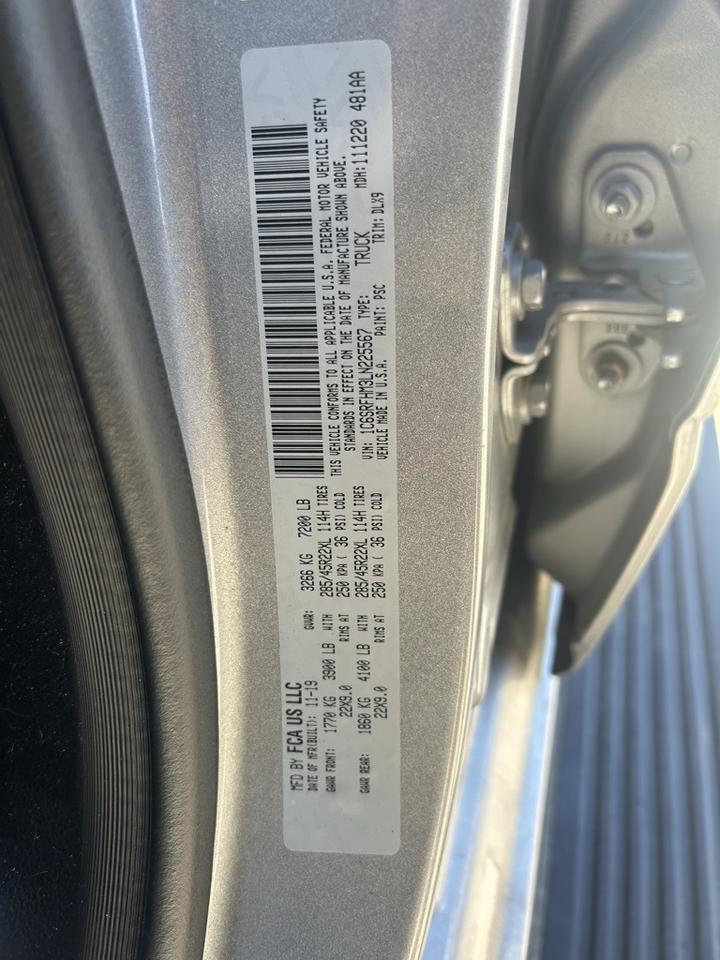 MFD BY FCA US LLC
DATE OF MFR(BUILT): 11-19 GVWR: 3266 KG 7200 LB
GAWR FRONT: 1770 KG 3900 LB WITH 285/45R22XL 114H TIRES
22X9.0 RIMS AT 250 KPA ( 36 PSI) COLD
GAWR REAR: 1860 KG 4100 LB WITH 285/45R22XL 114H TIRES
22X9.0 RIMS AT 250 KPA ( 36 PSI) COLD
THIS VEHICLE CONFORMS TO ALL APPLICABLE U.S.A. FEDERAL MOTOR VEHICLE SAFETY
STANDARDS IN EFFECT ON THE DATE OF MANUFACTURE SHOWN ABOVE.
VIN: 1C6SRFHM3LN225567 TYPE: TRUCK MDH:111220 481AA
VEHICLE MADE IN U.S.A. PAINT: PSC TRIM: DLX9